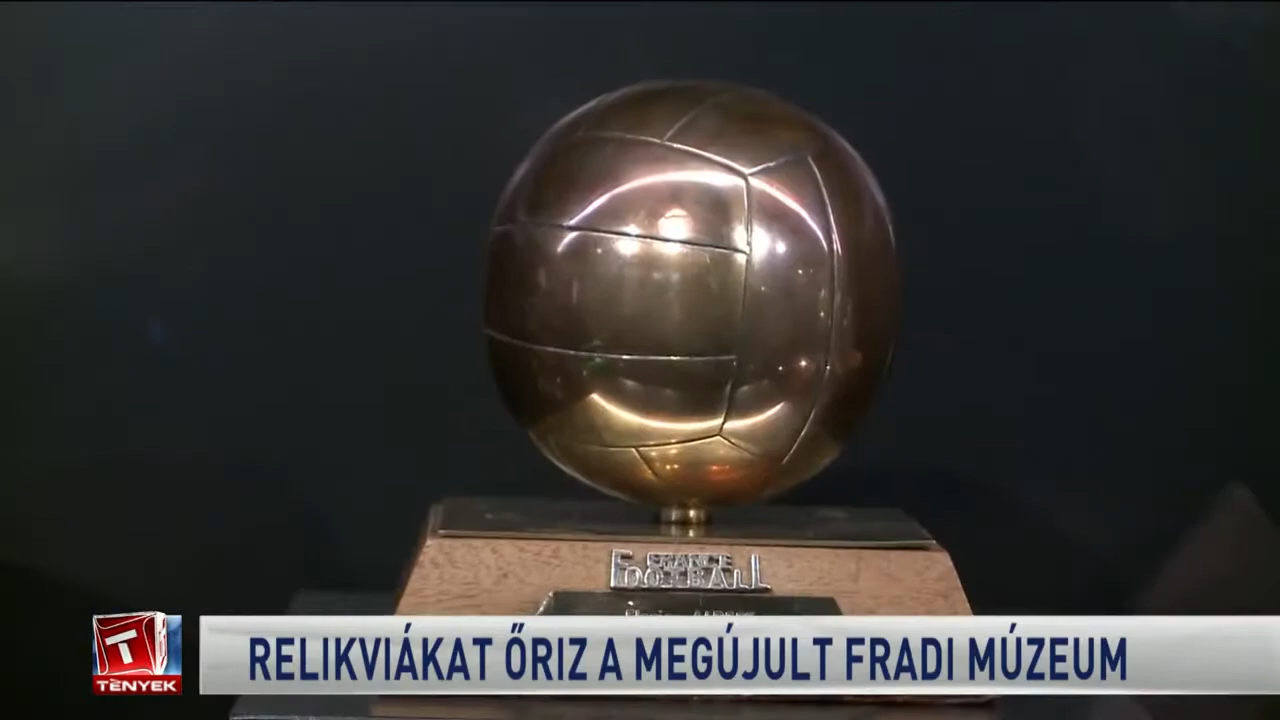 FRANCE
FOOTBALL
T
TÉNYEK
RELIKVIÁKAT ŐRIZ A MEGÚJULT FRADI MÚZEUM